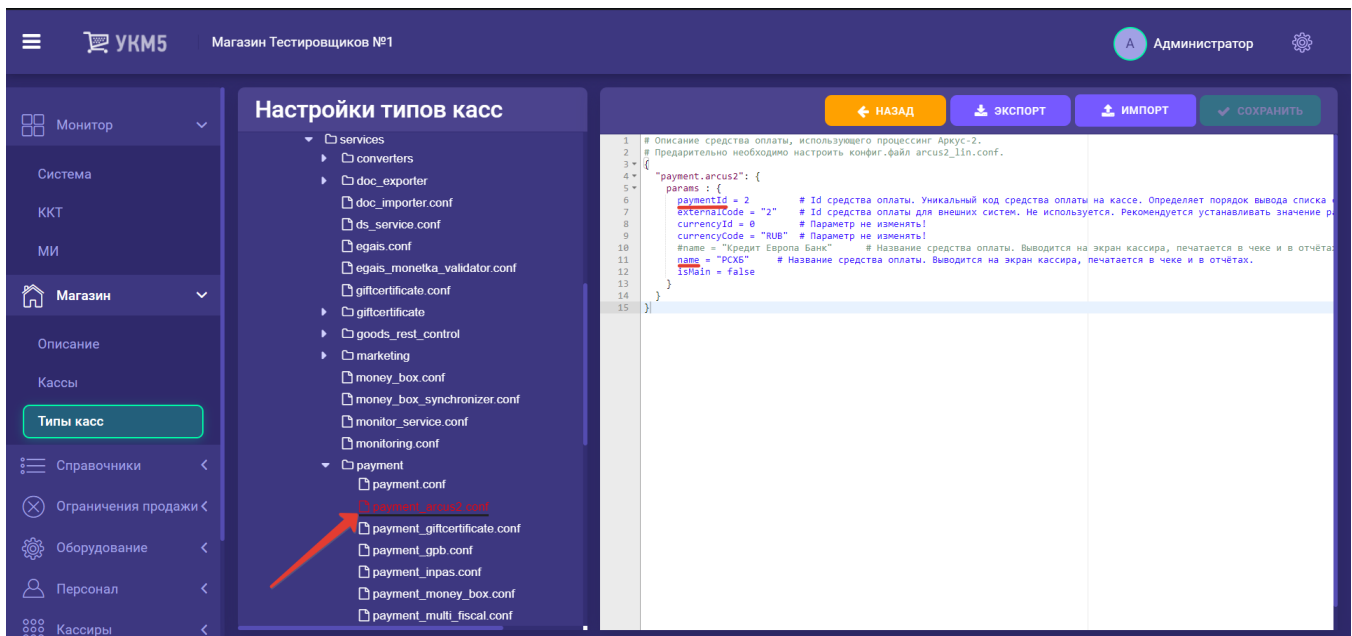 УКМ5
Магазин Тестировщиков №1
А
Администратор
Монитор
Система
ККТ
МИ
Магазин
Описание
Кассы
Типы касс
Справочники
Ограничения продажи
Оборудование
Персонал
Кассиры
Настройки типов касс
services
converters
doc_exporter
doc_importer.conf
ds_service.conf
egais.conf
egais_monetka_validator.conf
giftcertificate.conf
giftcertificate
goods_rest_control
marketing
money_box.conf
money_box_synchronizer.conf
monitor_service.conf
monitoring.conf
payment
payment.conf
payment_arcus2.conf
payment_giftcertificate.conf
payment_gpb.conf
payment_inpas.conf
payment_money_box.conf
payment_multi_fiscal.conf
НАЗАД
ЭКСПОРТ
ИМПОРТ
СОХРАНИТЬ
1 # Описание средства оплаты, использующего процессинг Аркус-2.
2 # Предарительно необходимо настроить конфиг.файл arcus2_lin.conf.
3 {
4 "payment.arcus2": {
5 params : {
6 paymentId = 2 # Id средства оплаты. Уникальный код средства оплаты на кассе. Определяет порядок вывода списка
7 externalCode = "2" # Id средства оплаты для внешних систем. Не используется. Рекомендуется устанавливать значение
8 currencyId = 0 # Параметр не изменять!
9 currencyCode = "RUB" # Параметр не изменять!
10 #name = "Кредит Европа Банк" # Название средства оплаты. Выводится на экран кассира, печатается в чеке и в отчёта
11 name = "РСХБ" # Название средства оплаты. Выводится на экран кассира, печатается в чеке и в отчётах.
12 isMain = false
13 }
14 }
15 }